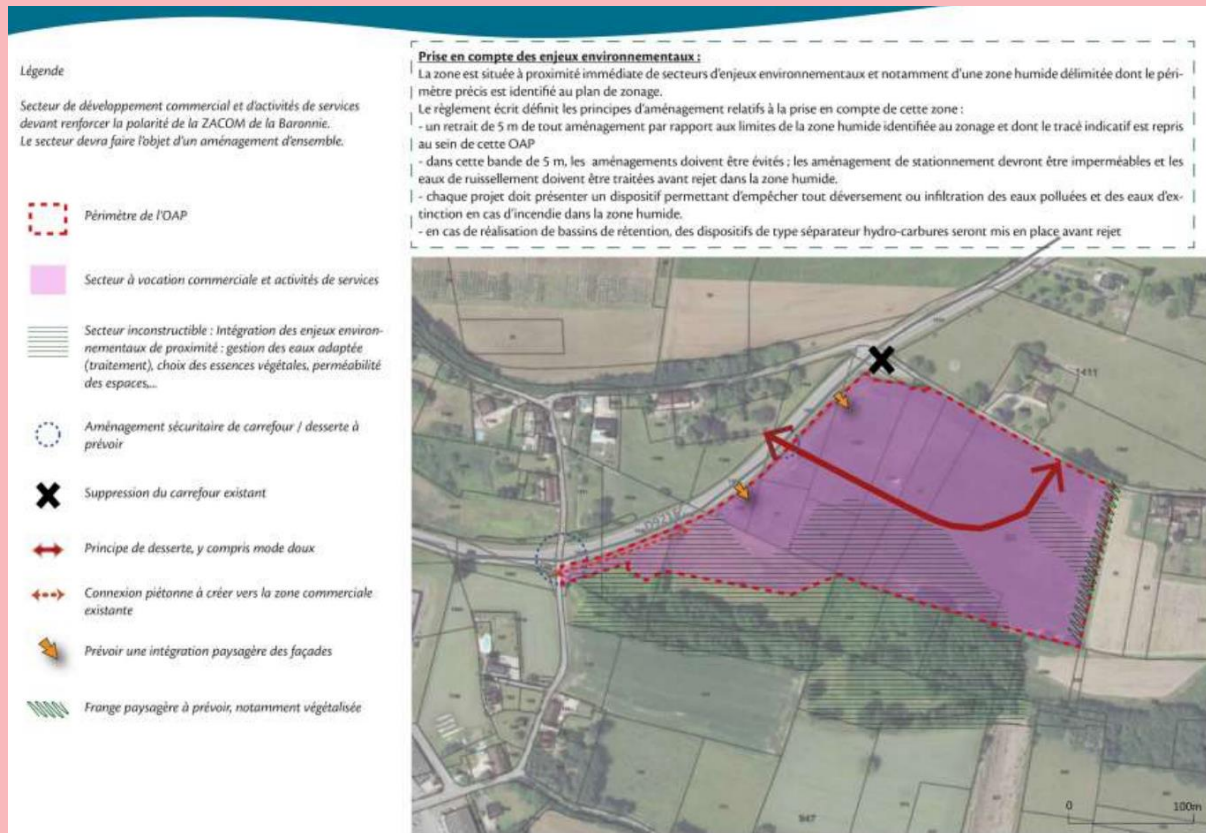 Légende
Secteur de développement commercial et d'activités de services
devant renforcer la polarité de la ZACOM de la Baronnie.
Le secteur devra faire l'objet d'un aménagement d'ensemble.
Périmètre de l'OAP
Secteur à vocation commerciale et activités de services
Secteur inconstructible : Intégration des enjeux environ-
nementaux de proximité : gestion des eaux adaptée
(traitement), choix des essences végétales, perméabilité
des espaces,...
Aménagement sécuritaire de carrefour / desserte à
prévoir
Suppression du carrefour existant
Principe de desserte, y compris mode doux
Connexion piétonne à créer vers la zone commerciale
existante
Prévoir une intégration paysagère des façades
Frange paysagère à prévoir, notamment végétalisée
Prise en compte des enjeux environnementaux :
La zone est située à proximité immédiate de secteurs d'enjeux environnementaux et notamment d'une zone humide délimitée dont le péri-
mètre précis est identifié au plan de zonage.
Le règlement écrit définit les principes d'aménagement relatifs à la prise en compte de cette zone :
- un retrait de 5 m de tout aménagement par rapport aux limites de la zone humide identifiée au zonage et dont le tracé indicatif est repris
au sein de cette OAP
- dans cette bande de 5 m, les aménagements doivent être évités ; les aménagement de stationnement devront être imperméables et les
eaux de ruissellement doivent être traitées avant rejet dans la zone humide.
- chaque projet doit présenter un dispositif permettant d'empêcher tout déversement ou infiltration des eaux polluées et des eaux d'ex-
tinction en cas d'incendie dans la zone humide.
- en cas de réalisation de bassins de rétention, des dispositifs de type séparateur hydro-carbures seront mis en place avant rejet
1411
947
0 100m